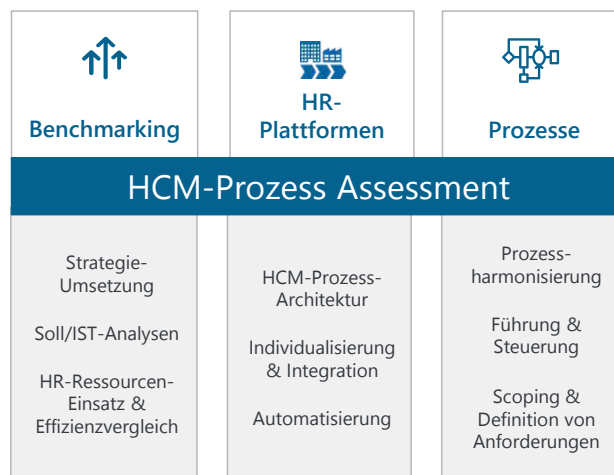 Benchmarking
HR-
Plattformen
Prozesse
HCM-Prozess Assessment
Strategie-
Umsetzung
Soll/IST-Analysen
HR-Ressourcen-
Einsatz &
Effizienzvergleich
HCM-Prozess-
Architektur
Individualisierung
& Integration
Automatisierung
Prozess-
harmonisierung
Führung &
Steuerung
Scoping &
Definition von
Anforderungen